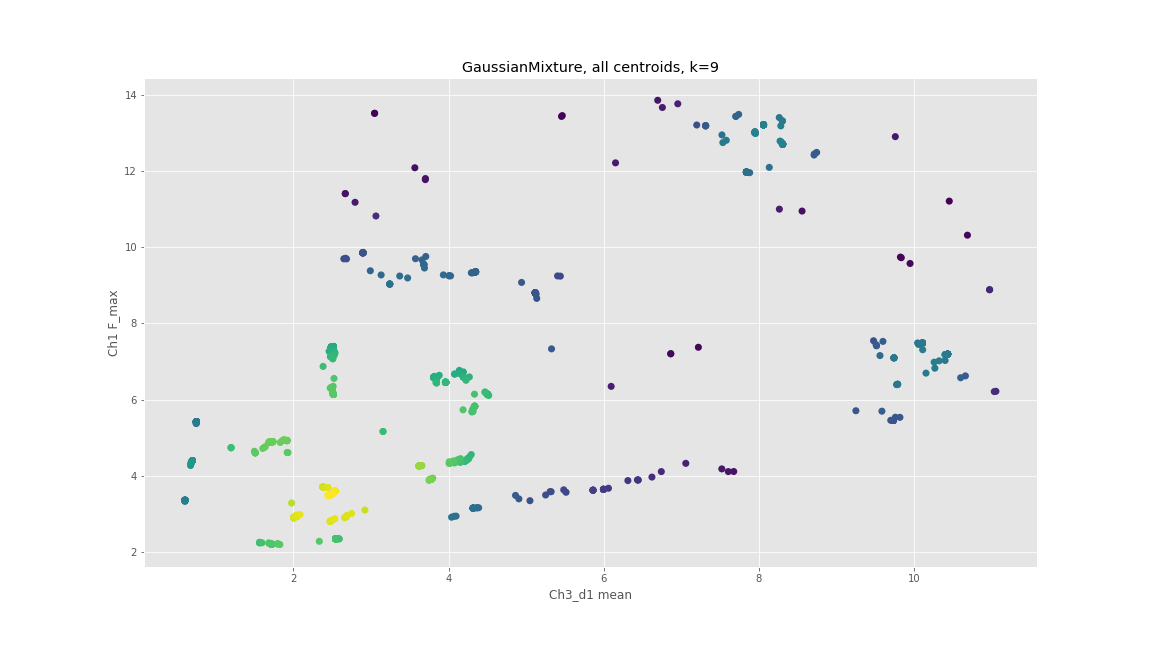 GaussianMixture, all centroids, k=9
14
12
10
8
6
4
2
Ch1 F_max
2 4 6 8 10
Ch3_d1 mean